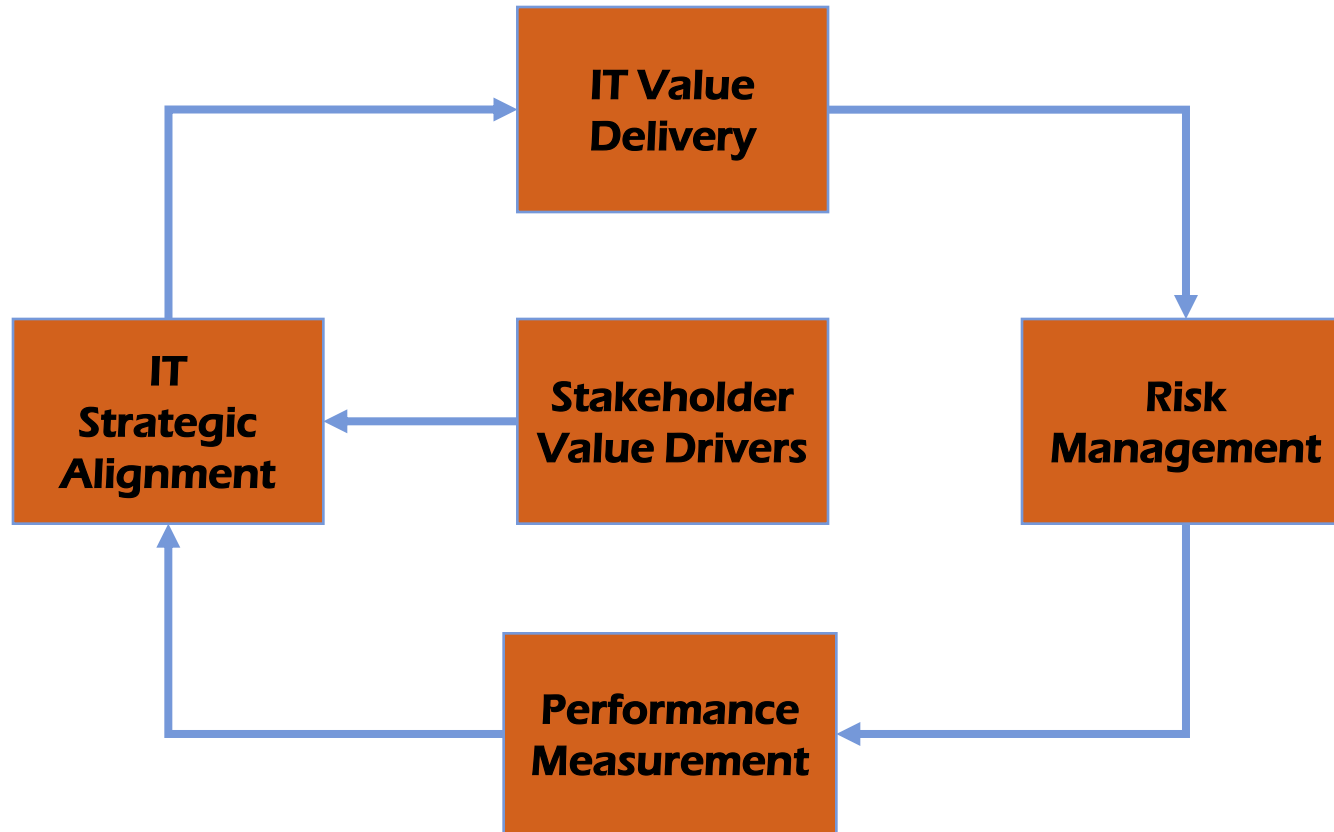 IT Value
Delivery
IT
Strategic
Alignment
Stakeholder
Value Drivers
Risk
Management
Performance
Measurement